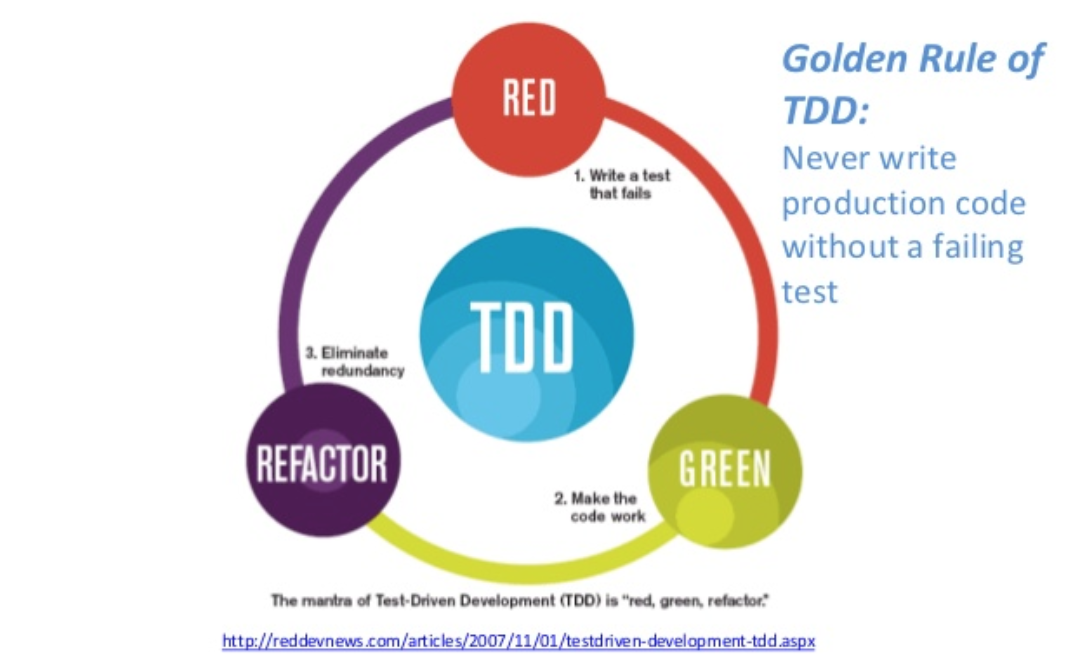 RED
Golden Rule of
TDD:
Never write
production code
without a failing
test
1. Write a test
that fails
TDD
3. Eliminate
redundancy
REFACTOR
GREEN
2. Make the
code work
The mantra of Test-Driven Development (TDD) is “red, green, refactor.”
http://reddevnews.com/articles/2007/11/01/testdriven-development-tdd.aspx